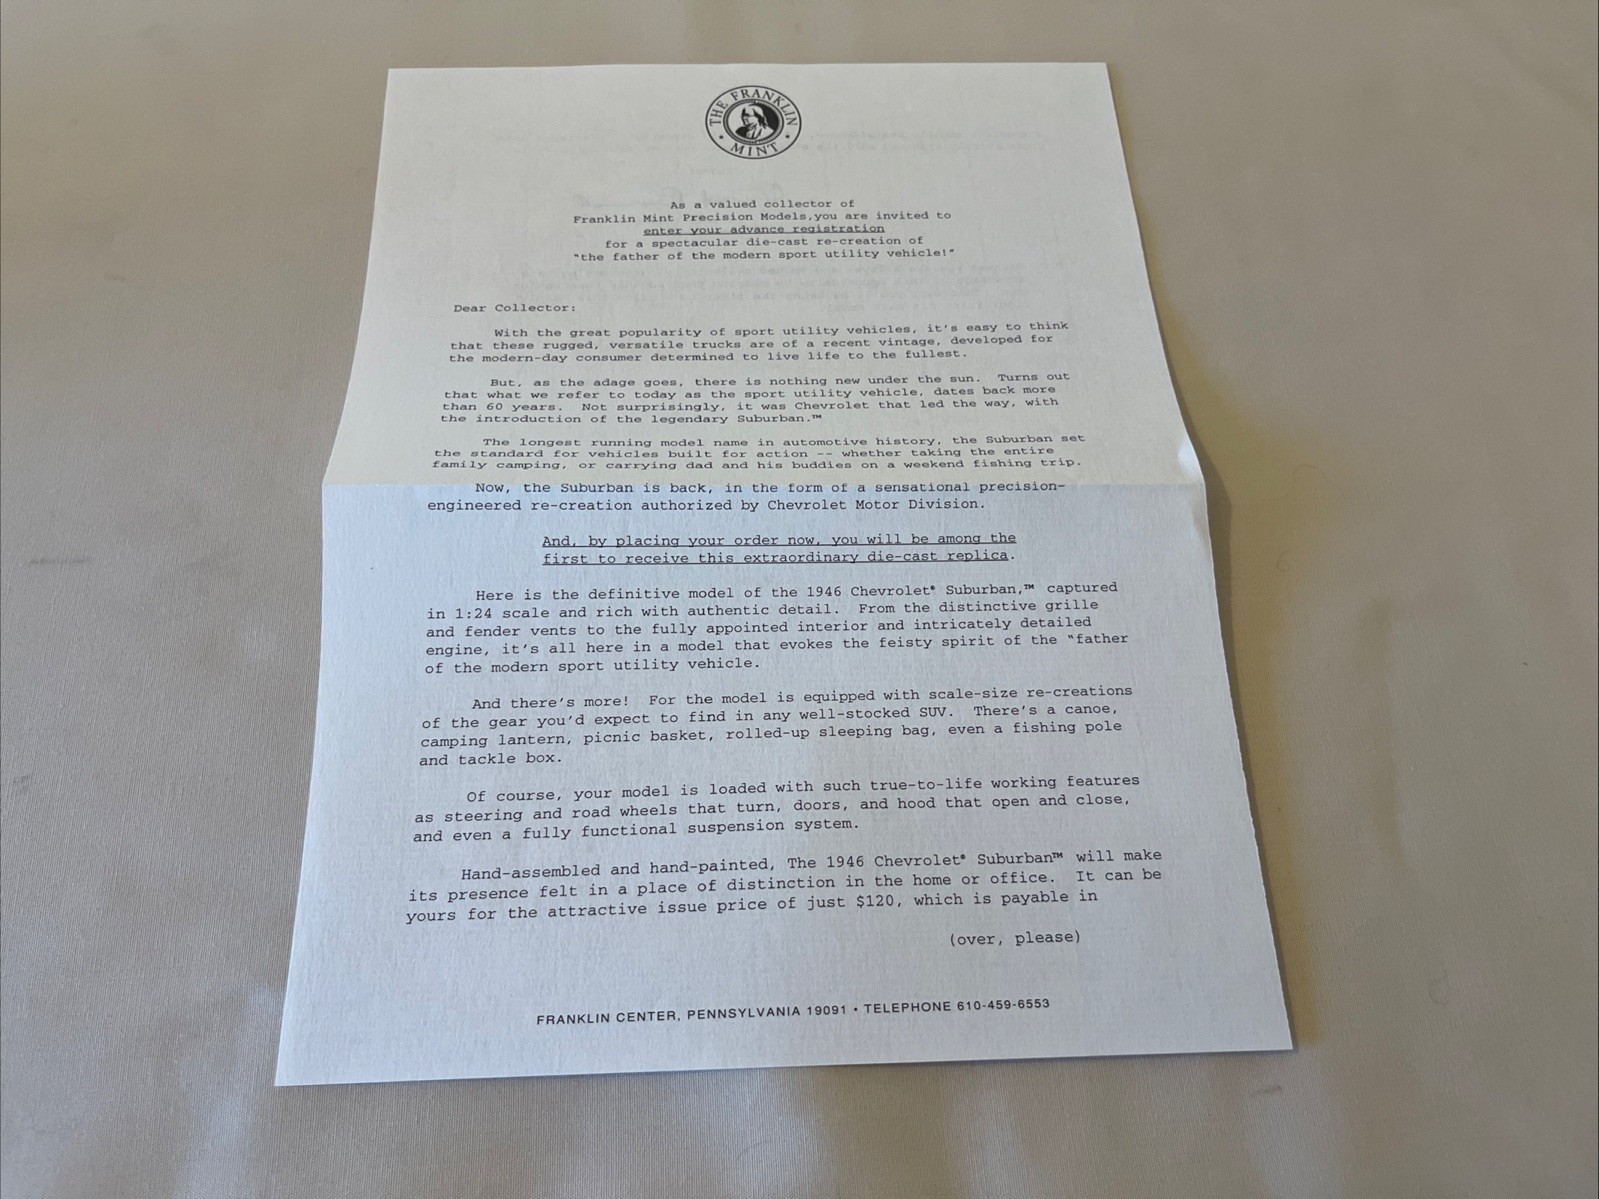 THE FRANKLIN
MINT
As a valued collector of
Franklin Mint Precision Models,you are invited to
enter your advance registration
for a spectacular die-cast re-creation of
"the father of the modern sport utility vehicle!"
Dear Collector:
With the great popularity of sport utility vehicles, it's easy to think
that these rugged, versatile trucks are of a recent vintage, developed for
the modern-day consumer determined to live life to the fullest.
But, as the adage goes, there is nothing new under the sun. Turns out
that what we refer to today as the sport utility vehicle, dates back more
than 60 years. Not surprisingly, it was Chevrolet that led the way, with
the introduction of the legendary Suburban.™
The longest running model name in automotive history, the Suburban set
the standard for vehicles built for action -- whether taking the entire
family camping, or carrying dad and his buddies on a weekend fishing trip.
Now, the Suburban is back, in the form of a sensational precision-
engineered re-creation authorized by Chevrolet Motor Division.
And, by placing your order now, you will be among the
first to receive this extraordinary die-cast replica.
Here is the definitive model of the 1946 Chevrolet® Suburban,™ captured
in 1:24 scale and rich with authentic detail. From the distinctive grille
and fender vents to the fully appointed interior and intricately detailed
engine, it's all here in a model that evokes the feisty spirit of the "father
of the modern sport utility vehicle.
And there's more! For the model is equipped with scale-size re-creations
of the gear you'd expect to find in any well-stocked SUV. There's a canoe,
camping lantern, picnic basket, rolled-up sleeping bag, even a fishing pole
and tackle box.
Of course, your model is loaded with such true-to-life working features
as steering and road wheels that turn, doors, and hood that open and close,
and even a fully functional suspension system.
Hand-assembled and hand-painted, The 1946 Chevrolet® Suburban™ will make
its presence felt in a place of distinction in the home or office. It can be
yours for the attractive issue price of just $120, which is payable in
(over, please)
FRANKLIN CENTER, PENNSYLVANIA 19091 • TELEPHONE 610-459-6553